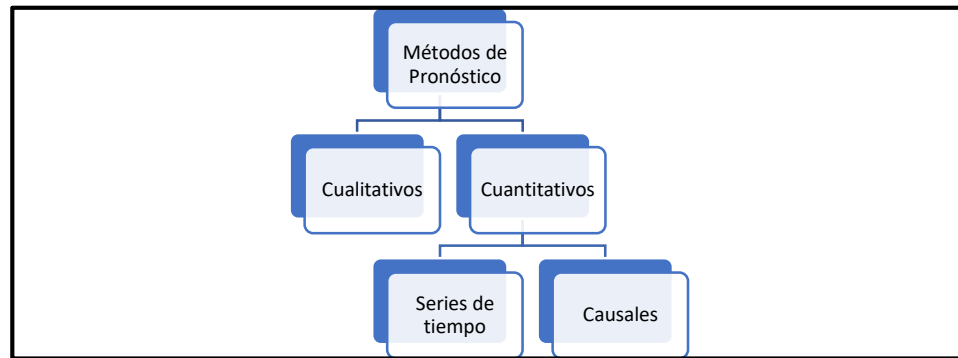 Métodos de
Pronóstico
Cualitativos
Cuantitativos
Series de
tiempo
Causales